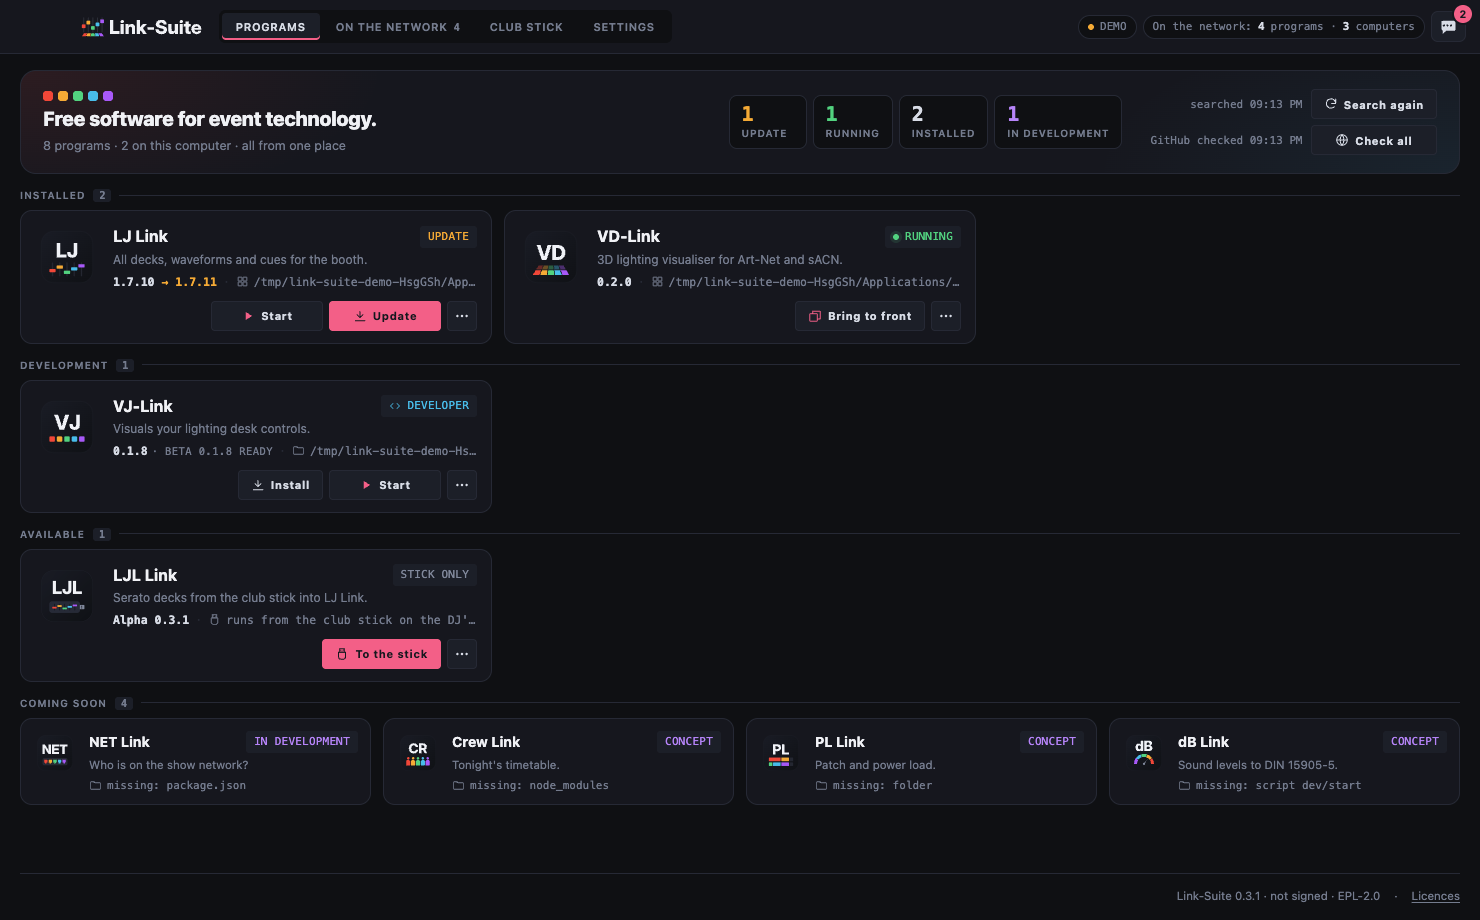 Link-Suite
PROGRAMS
ON THE NETWORK 4
CLUB STICK
SETTINGS
DEMO
On the network: 4 programs · 3 computers
2
Free software for event technology.
8 programs · 2 on this computer · all from one place
1 UPDATE
1 RUNNING
2 INSTALLED
1 IN DEVELOPMENT
searched 09:13 PM
Search again
GitHub checked 09:13 PM
Check all
INSTALLED 2
LJ
LJ Link
UPDATE
All decks, waveforms and cues for the booth.
1.7.10 → 1.7.11 · /tmp/link-suite-demo-HsgGSh/App…
Start
Update
VD
VD-Link
RUNNING
3D lighting visualiser for Art-Net and sACN.
0.2.0 · /tmp/link-suite-demo-HsgGSh/Applications/…
Bring to front
DEVELOPMENT 1
VJ
VJ-Link
DEVELOPER
Visuals your lighting desk controls.
0.1.8 · BETA 0.1.8 READY · /tmp/link-suite-demo-Hs…
Install
Start
AVAILABLE 1
LJL
LJL Link
STICK ONLY
Serato decks from the club stick into LJ Link.
Alpha 0.3.1 · runs from the club stick on the DJ'…
To the stick
COMING SOON 4
NET
NET Link
IN DEVELOPMENT
Who is on the show network?
missing: package.json
CR
Crew Link
CONCEPT
Tonight's timetable.
missing: node_modules
PL
PL Link
CONCEPT
Patch and power load.
missing: folder
dB
dB Link
CONCEPT
Sound levels to DIN 15905-5.
missing: script dev/start
Link-Suite 0.3.1 · not signed · EPL-2.0 · Licences